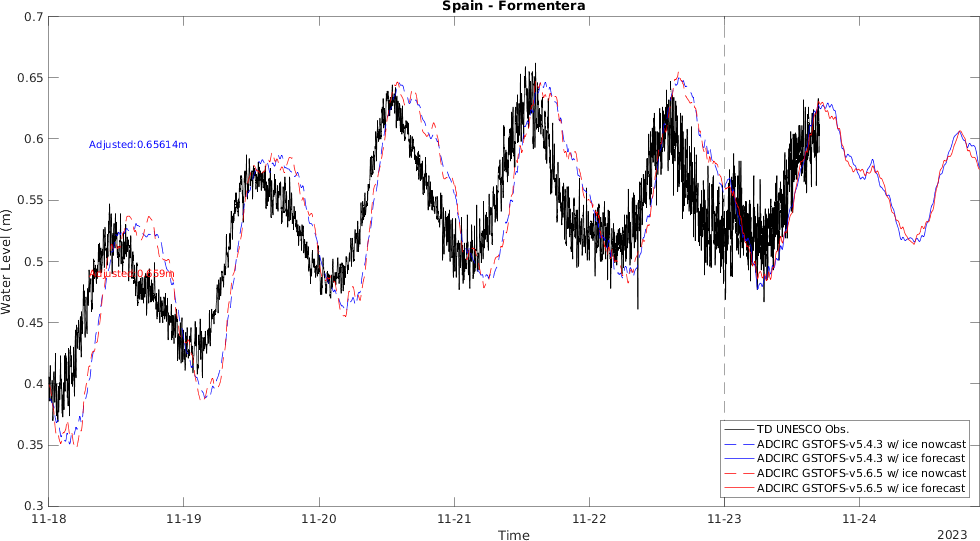 Spain - Formentera
0.7
0.65
0.6
0.55
0.5
0.45
0.4
0.35
0.3
Water Level (m)
Adjusted:0.65614m
Adjusted:0.659m
TD UNESCO Obs.
ADCIRC GSTOFS-v5.4.3 w/ ice nowcast
ADCIRC GSTOFS-v5.4.3 w/ ice forecast
ADCIRC GSTOFS-v5.6.5 w/ ice nowcast
ADCIRC GSTOFS-v5.6.5 w/ ice forecast
11-18 11-19 11-20 11-21 11-22 11-23 11-24
Time
2023